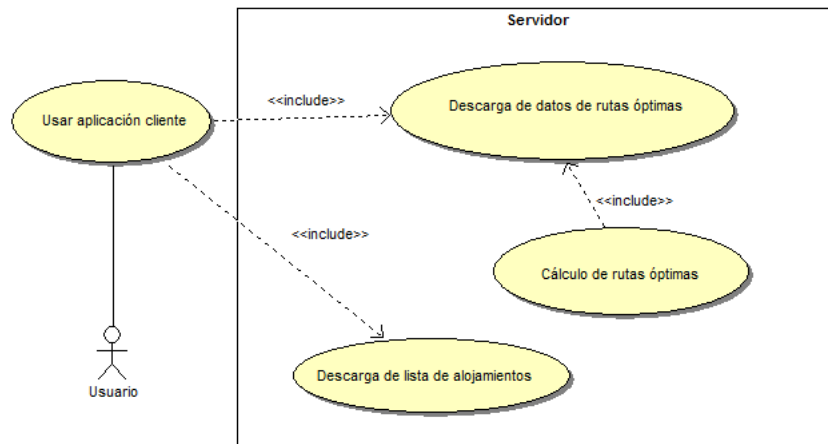 Servidor
<<include>>
Descarga de datos de rutas óptimas
Usar aplicación cliente
<<include>>
<<include>>
Cálculo de rutas óptimas
Descarga de lista de alojamientos
Usuario